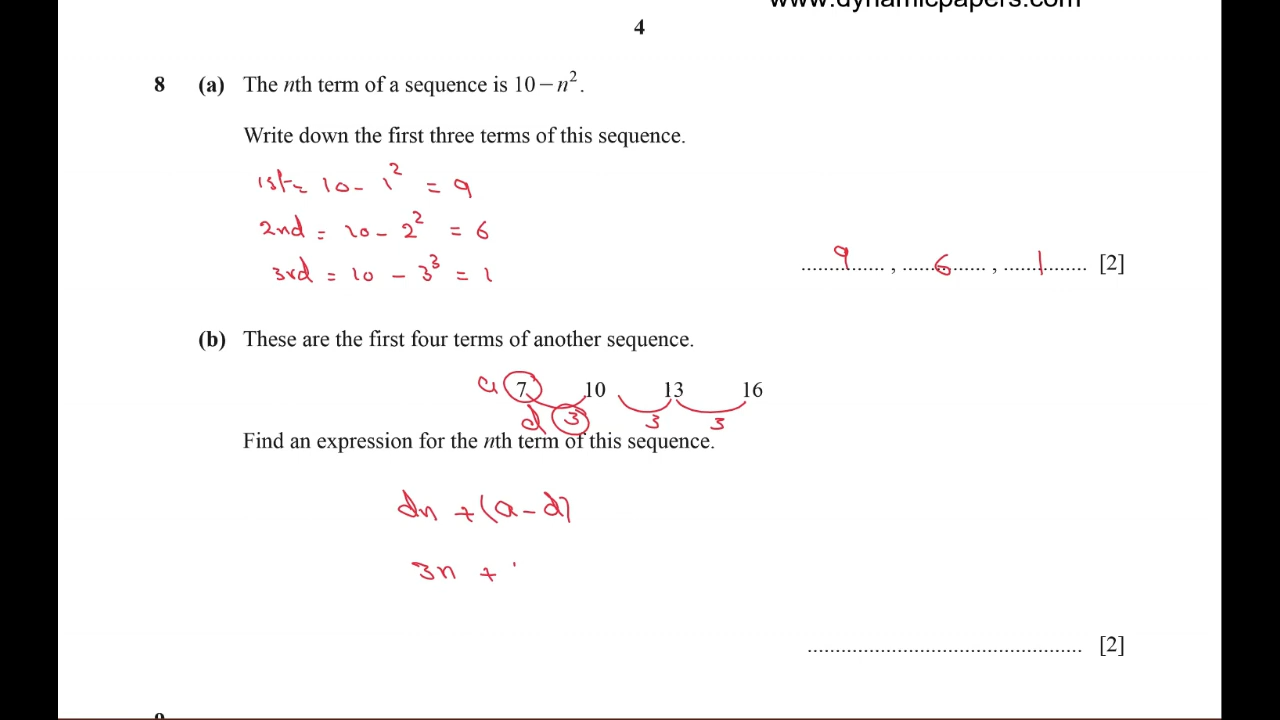 www.dynamicpapers.com
4
8 (a) The nth term of a sequence is 10 − n².
Write down the first three terms of this sequence.
1st = 10 - 1² = 9
2nd = 10 - 2² = 6
3rd = 10 - 3³ = 1
9 , 6 , 1 [2]
(b) These are the first four terms of another sequence.
a 7 10 13 16
d 3 3 3
Find an expression for the nth term of this sequence.
dn + (a - d)
3n +
[2]